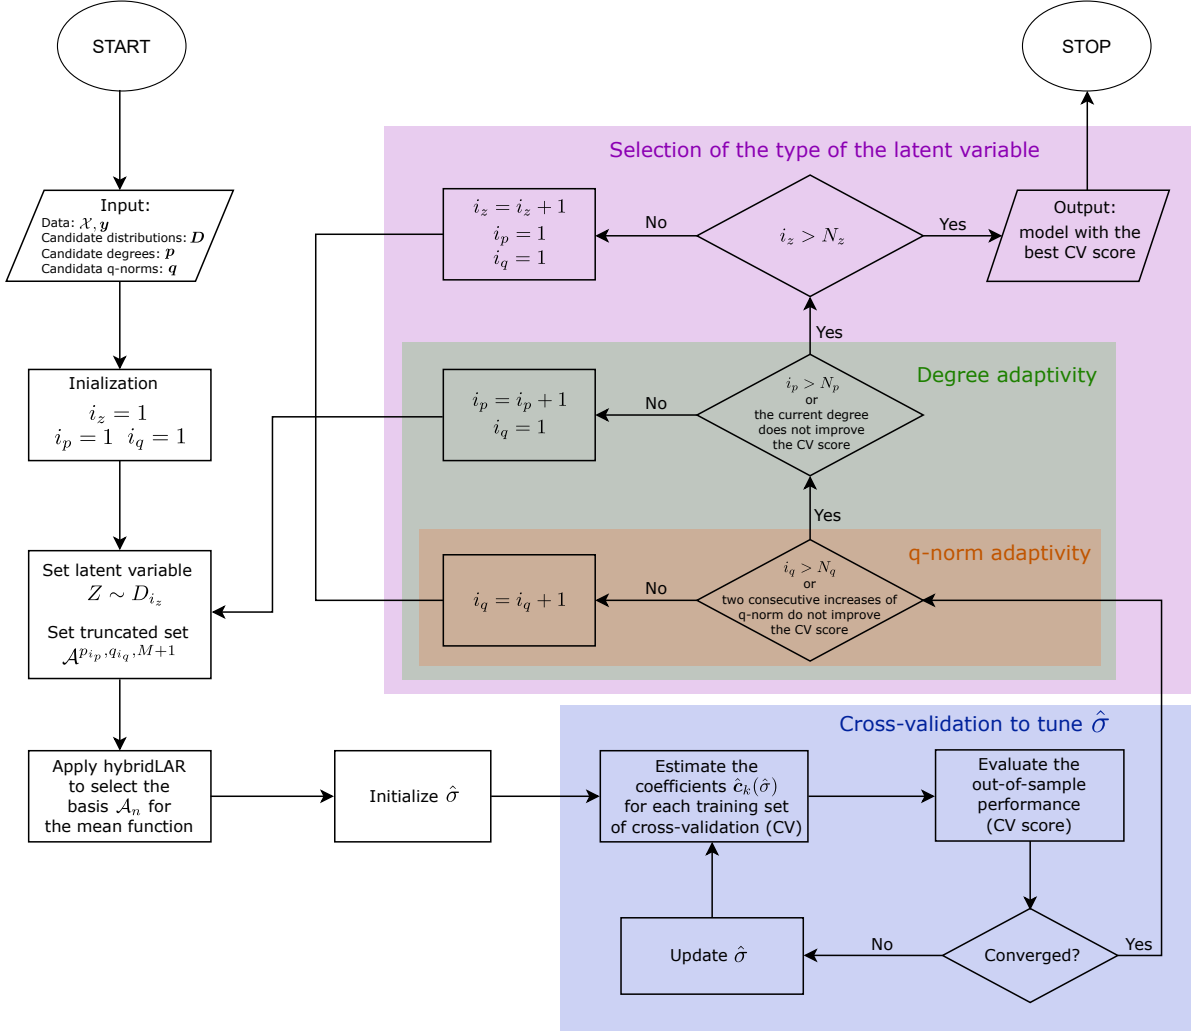 START
STOP
Input:
Data: 𝒳, y
Candidate distributions: D
Candidate degrees: p
Candidata q-norms: q
Inialization
i_z = 1
i_p = 1 i_q = 1
Set latent variable
Z ∼ D_{i_z}
Set truncated set
𝒜^{p_{i_p}, q_{i_q}, M+1}
Apply hybridLAR
to select the
basis 𝒜_n for
the mean function
Initialize σ̂
Selection of the type of the latent variable
i_z = i_z + 1
i_p = 1
i_q = 1
No
i_z > N_z
Yes
Output:
model with the
best CV score
Yes
Degree adaptivity
i_p = i_p + 1
i_q = 1
No
i_p > N_p
or
the current degree
does not improve
the CV score
Yes
q-norm adaptivity
i_q = i_q + 1
No
i_q > N_q
or
two consecutive increases of
q-norm do not improve
the CV score
Cross-validation to tune σ̂
Estimate the
coefficients ĉ_k(σ̂)
for each training set
of cross-validation (CV)
Evaluate the
out-of-sample
performance
(CV score)
Update σ̂
No
Converged?
Yes